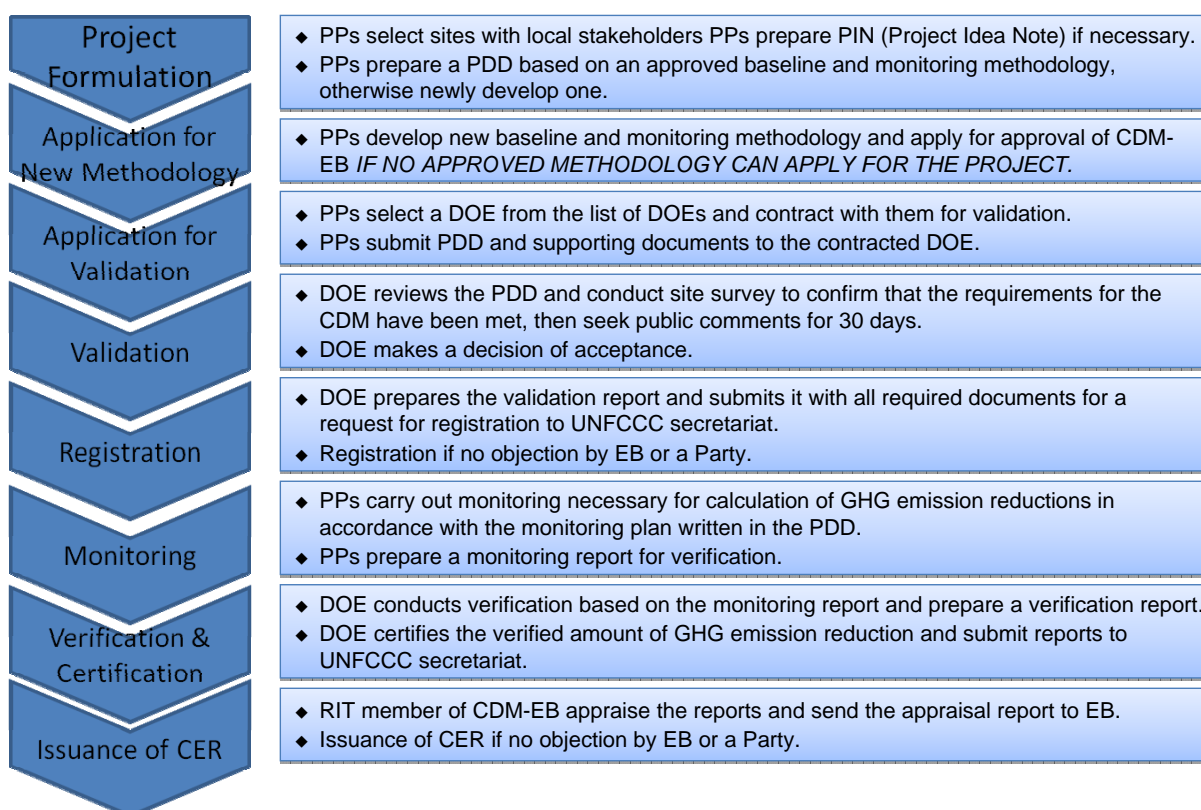 Project
Formulation
◆ PPs select sites with local stakeholders PPs prepare PIN (Project Idea Note) if necessary.
◆ PPs prepare a PDD based on an approved baseline and monitoring methodology,
otherwise newly develop one.
Application for
New Methodology
◆ PPs develop new baseline and monitoring methodology and apply for approval of CDM-
EB IF NO APPROVED METHODOLOGY CAN APPLY FOR THE PROJECT.
Application for
Validation
◆ PPs select a DOE from the list of DOEs and contract with them for validation.
◆ PPs submit PDD and supporting documents to the contracted DOE.
Validation
◆ DOE reviews the PDD and conduct site survey to confirm that the requirements for the
CDM have been met, then seek public comments for 30 days.
◆ DOE makes a decision of acceptance.
Registration
◆ DOE prepares the validation report and submits it with all required documents for a
request for registration to UNFCCC secretariat.
◆ Registration if no objection by EB or a Party.
Monitoring
◆ PPs carry out monitoring necessary for calculation of GHG emission reductions in
accordance with the monitoring plan written in the PDD.
◆ PPs prepare a monitoring report for verification.
Verification &
Certification
◆ DOE conducts verification based on the monitoring report and prepare a verification report.
◆ DOE certifies the verified amount of GHG emission reduction and submit reports to
UNFCCC secretariat.
Issuance of CER
◆ RIT member of CDM-EB appraise the reports and send the appraisal report to EB.
◆ Issuance of CER if no objection by EB or a Party.